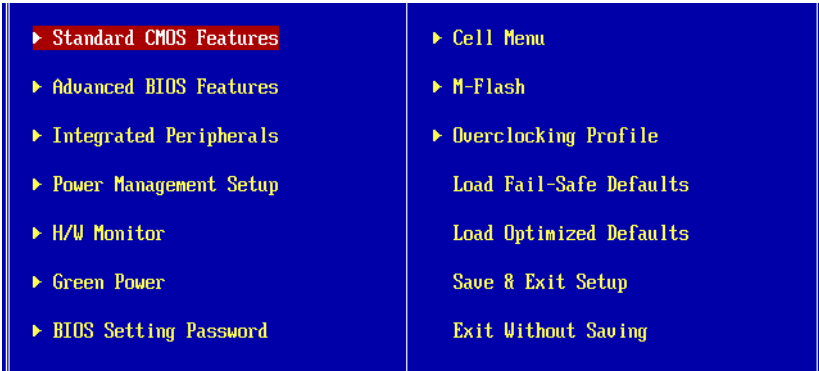 Standard CMOS Features
Advanced BIOS Features
Integrated Peripherals
Power Management Setup
H/W Monitor
Green Power
BIOS Setting Password
Cell Menu
M-Flash
Overclocking Profile
Load Fail-Safe Defaults
Load Optimized Defaults
Save & Exit Setup
Exit Without Saving